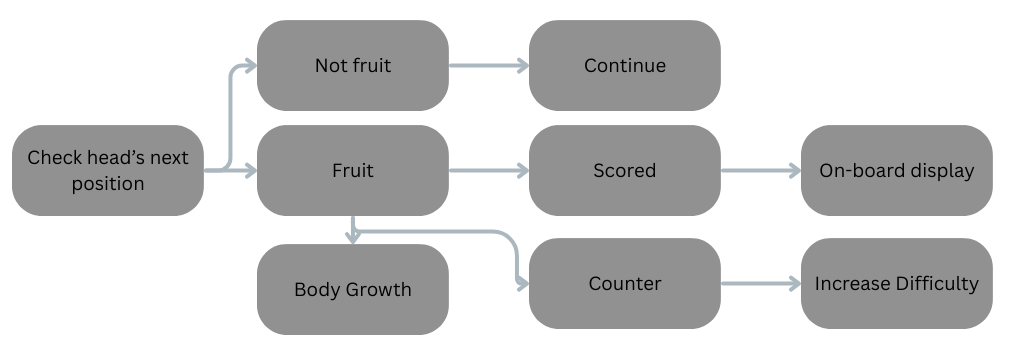 Not fruit
Continue
Check head's next
position
Fruit
Scored
On-board display
Body Growth
Counter
Increase Difficulty